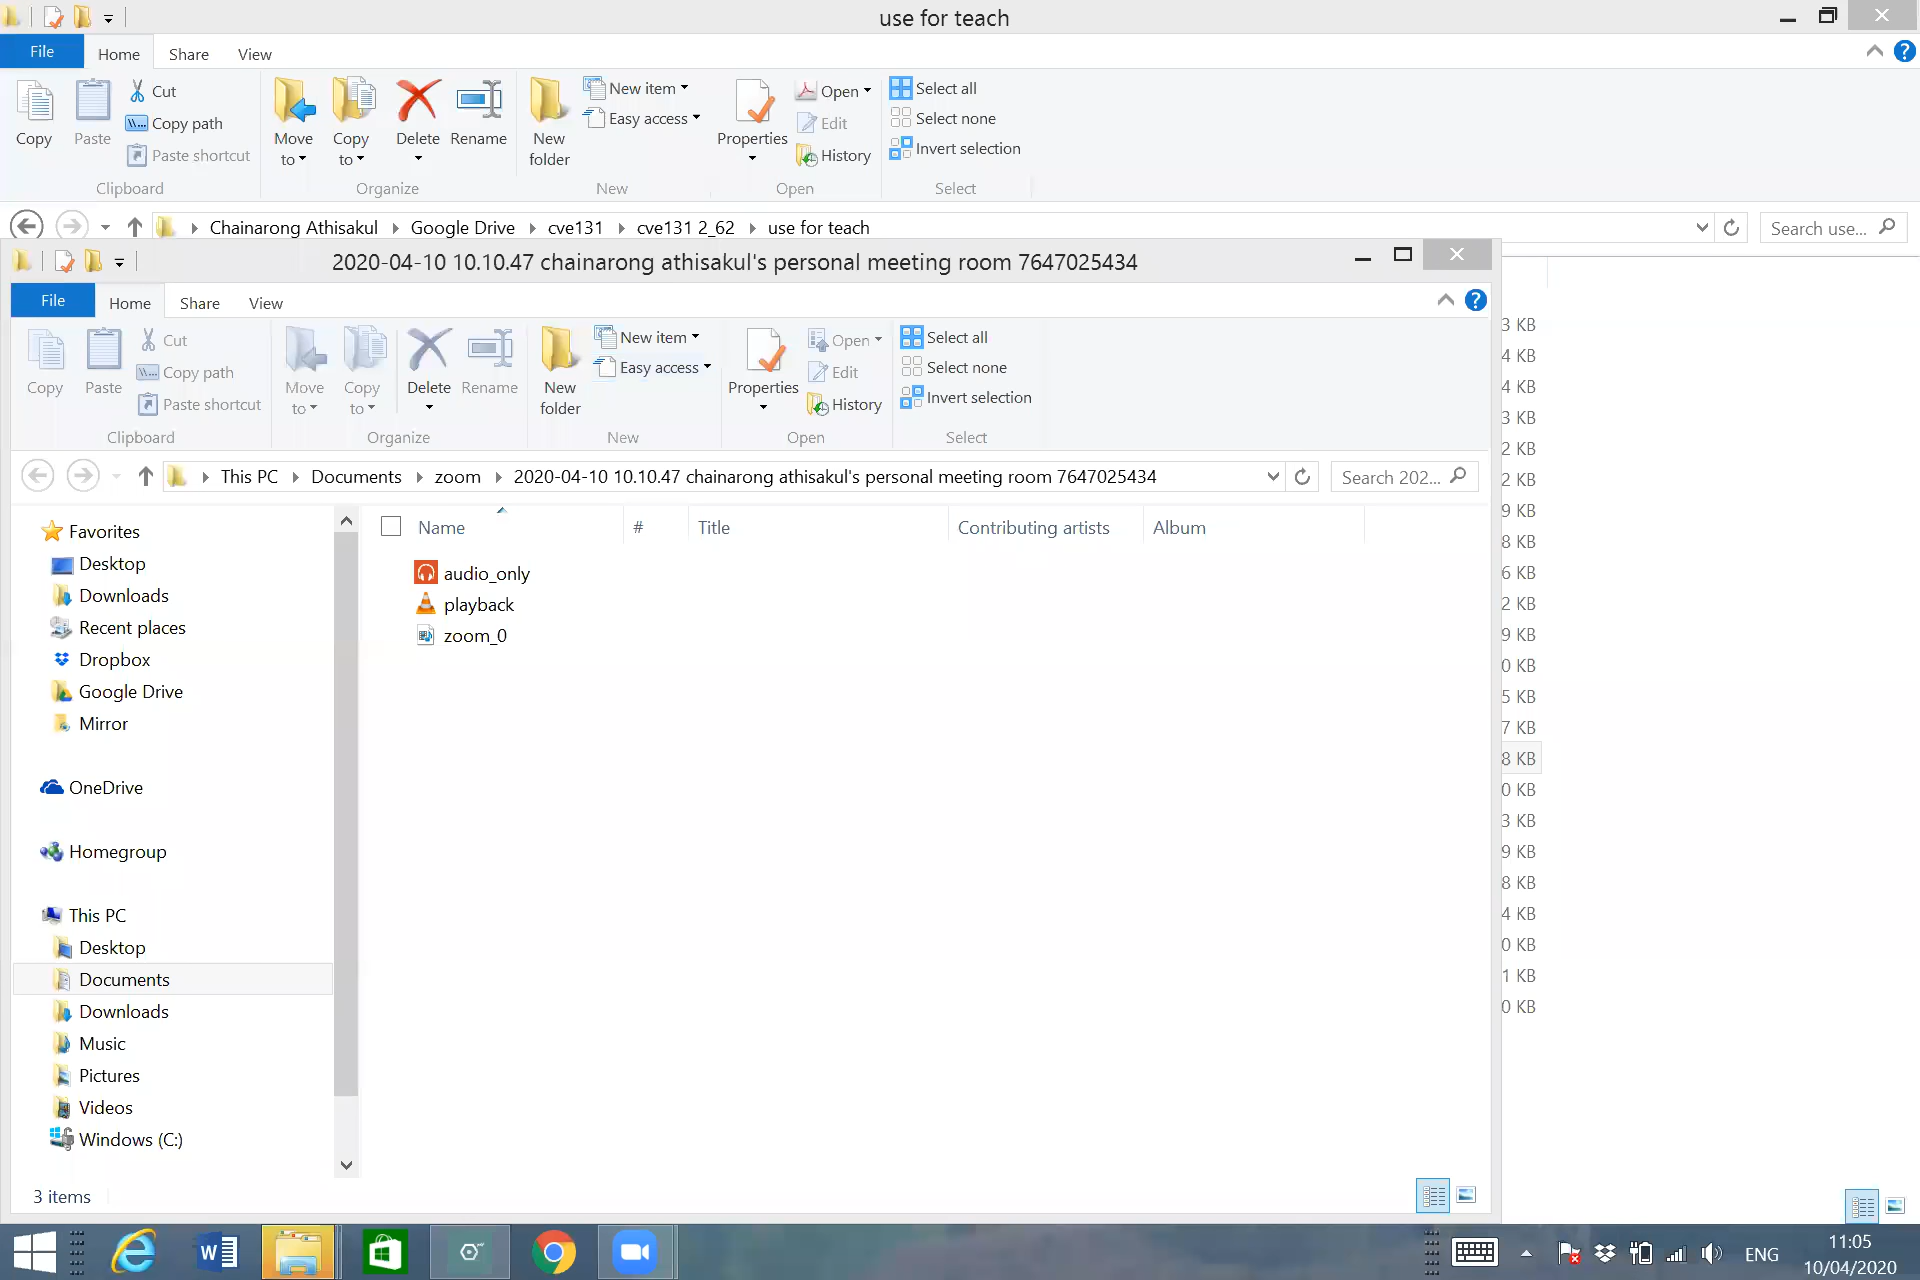 use for teach
File Home Share View
Copy
Paste
Cut
Copy path
Paste shortcut
Move to
Copy to
Delete
Rename
New folder
New item
Easy access
Properties
Open
Edit
History
Select all
Select none
Invert selection
Clipboard Organize New Open Select
Chainarong Athisakul Google Drive cve131 cve131 2_62 use for teach
Search use...
2020-04-10 10.10.47 chainarong athisakul's personal meeting room 7647025434
File Home Share View
Copy
Paste
Cut
Copy path
Paste shortcut
Move to
Copy to
Delete
Rename
New folder
New item
Easy access
Properties
Open
Edit
History
Select all
Select none
Invert selection
Clipboard Organize New Open Select
This PC Documents zoom 2020-04-10 10.10.47 chainarong athisakul's personal meeting room 7647025434
Search 202...
Name # Title Contributing artists Album
audio_only
playback
zoom_0
Favorites
Desktop
Downloads
Recent places
Dropbox
Google Drive
Mirror
OneDrive
Homegroup
This PC
Desktop
Documents
Downloads
Music
Pictures
Videos
Windows (C:)
3 items
3 KB
4 KB
4 KB
3 KB
2 KB
2 KB
9 KB
8 KB
6 KB
2 KB
9 KB
0 KB
5 KB
7 KB
8 KB
0 KB
3 KB
9 KB
8 KB
4 KB
0 KB
1 KB
0 KB
ENG
11:05
10/04/2020